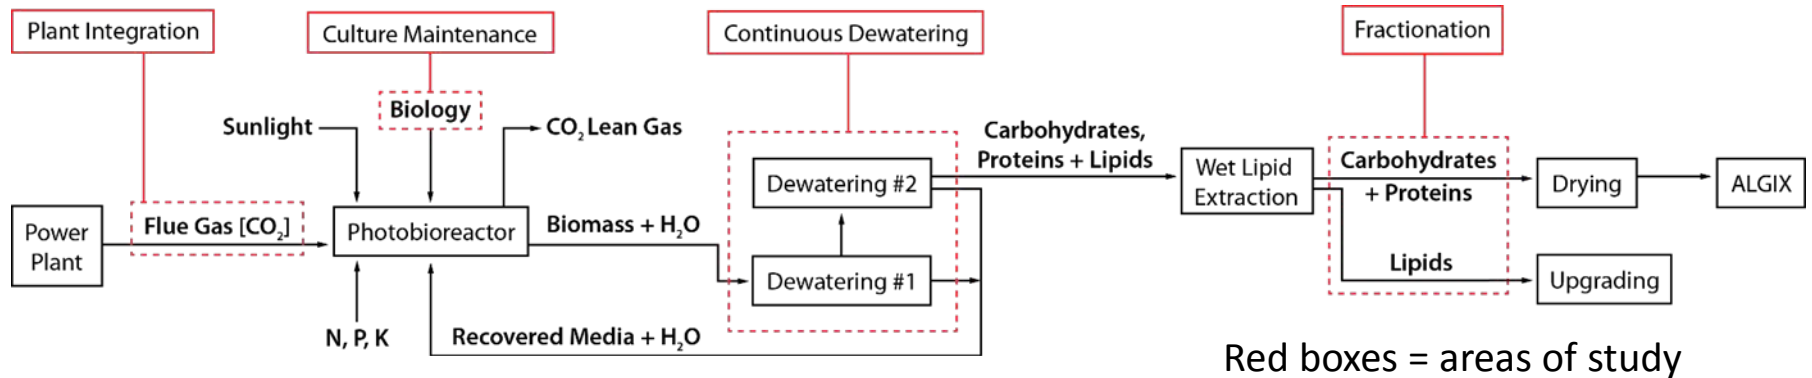 Plant Integration
Culture Maintenance
Continuous Dewatering
Fractionation
Biology
Sunlight
CO₂ Lean Gas
Carbohydrates,
Proteins + Lipids
Dewatering #2
Wet Lipid
Extraction
Carbohydrates
+ Proteins
Drying
ALGIX
Power
Plant
Flue Gas [CO₂]
Photobioreactor
Biomass + H₂O
Dewatering #1
Lipids
Upgrading
N, P, K
Recovered Media + H₂O
Red boxes = areas of study